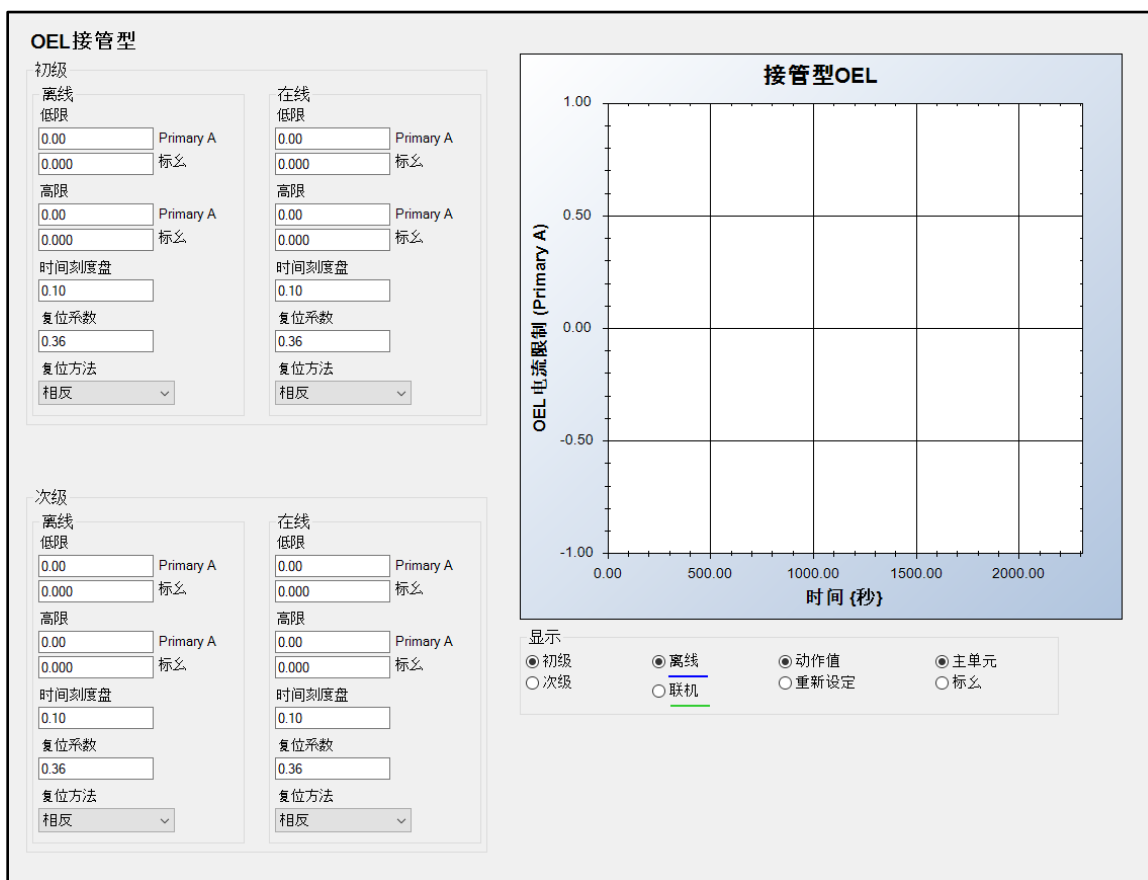 OEL接管型
初级
离线
低限
0.00 Primary A
0.000 标幺
高限
0.00 Primary A
0.000 标幺
时间刻度盘
0.10
复位系数
0.36
复位方法
相反
在线
低限
0.00 Primary A
0.000 标幺
高限
0.00 Primary A
0.000 标幺
时间刻度盘
0.10
复位系数
0.36
复位方法
相反
次级
离线
低限
0.00 Primary A
0.000 标幺
高限
0.00 Primary A
0.000 标幺
时间刻度盘
0.10
复位系数
0.36
复位方法
相反
在线
低限
0.00 Primary A
0.000 标幺
高限
0.00 Primary A
0.000 标幺
时间刻度盘
0.10
复位系数
0.36
复位方法
相反
接管型OEL
OEL 电流限制 (Primary A)
1.00
0.50
0.00
-0.50
-1.00
0.00 500.00 1000.00 1500.00 2000.00
时间 {秒}
显示
初级 离线 动作值 主单元
次级 联机 重新设定 标幺